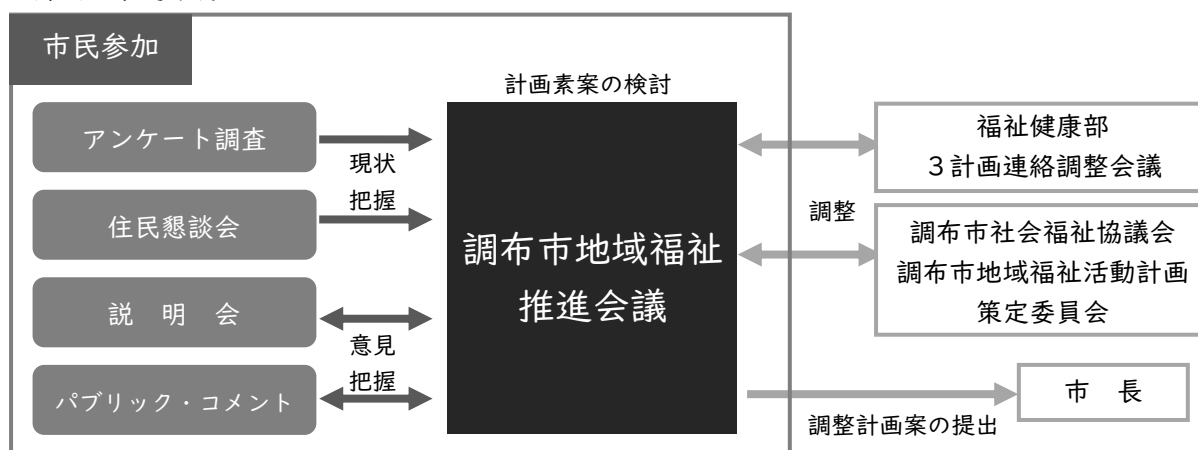 市民参加
計画素案の検討
アンケート調査
住民懇談会
説　明　会
パブリック・コメント
現状
把握
意見
把握
調布市地域福祉
推進会議
調整
福祉健康部
３計画連絡調整会議
調布市社会福祉協議会
調布市地域福祉活動計画
策定委員会
市　長
調整計画案の提出